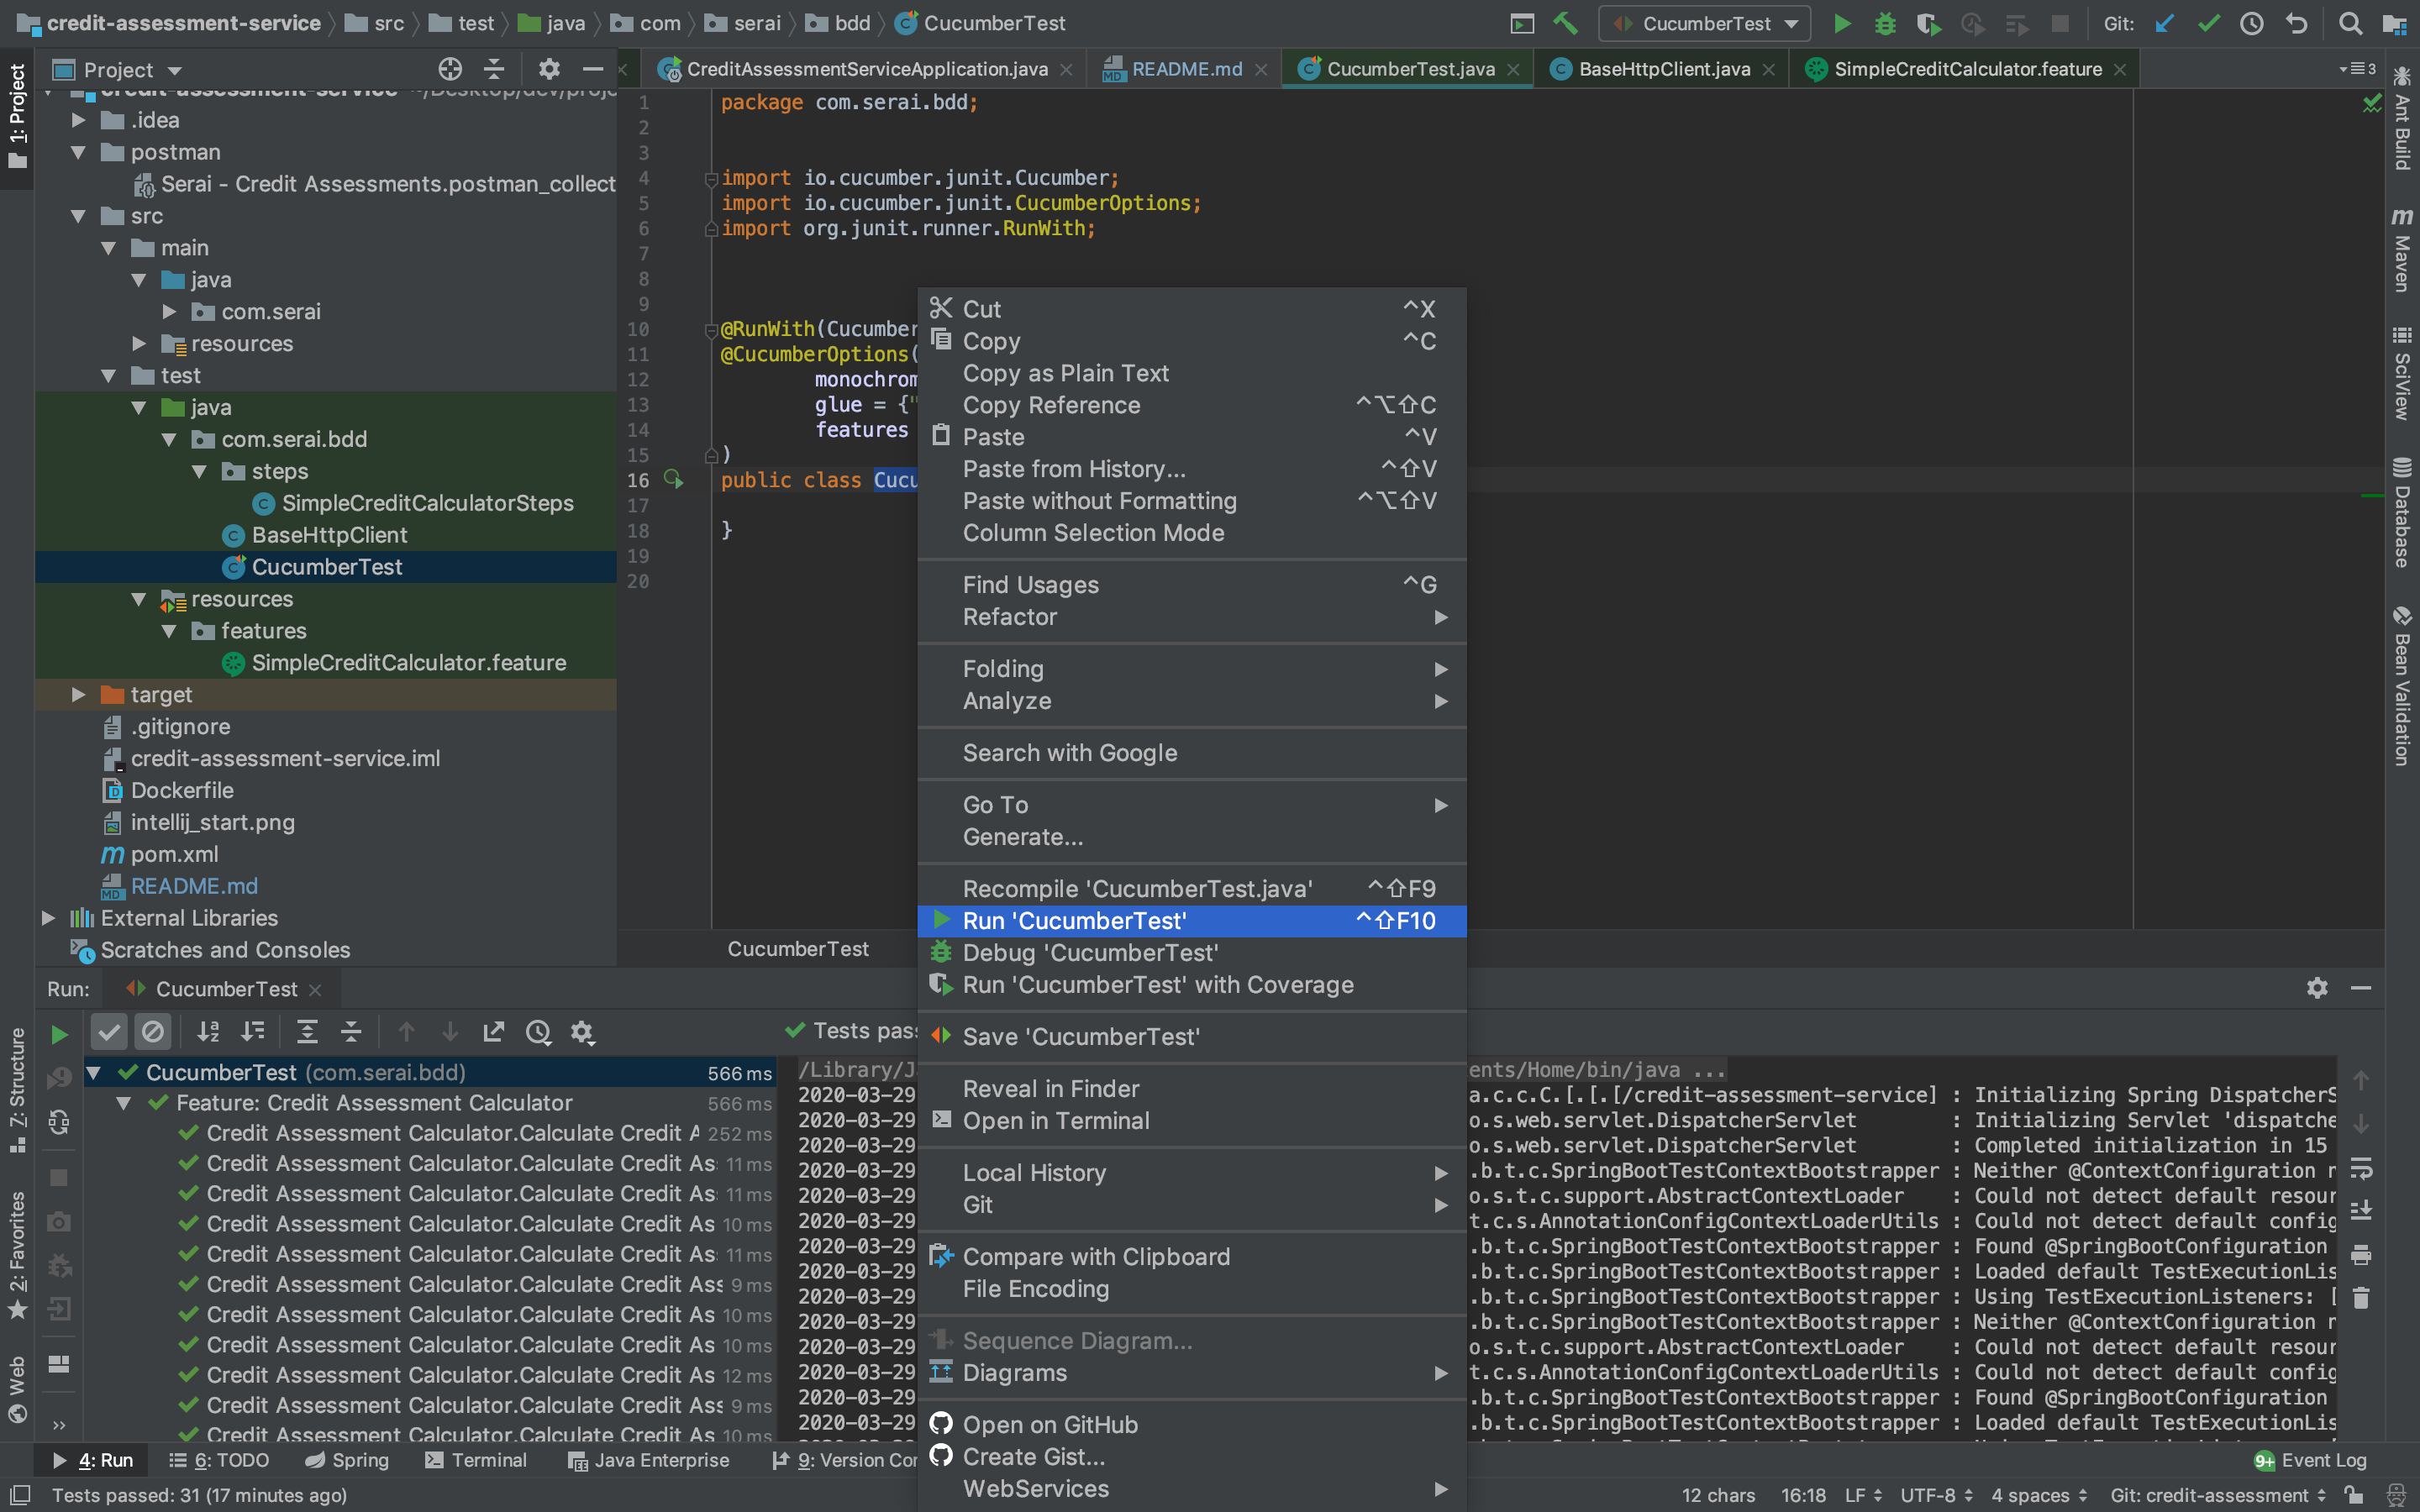 credit-assessment-service src test java com serai bdd CucumberTest
CucumberTest Git:
Project
CreditAssessmentServiceApplication.java README.md CucumberTest.java BaseHttpClient.java SimpleCreditCalculator.feature 3
1: Project
.idea
postman
Serai - Credit Assessments.postman_collect
src
main
java
com.serai
resources
test
java
com.serai.bdd
steps
SimpleCreditCalculatorSteps
BaseHttpClient
CucumberTest
resources
features
SimpleCreditCalculator.feature
target
.gitignore
credit-assessment-service.iml
Dockerfile
intellij_start.png
pom.xml
README.md
External Libraries
Scratches and Consoles
1 package com.serai.bdd;
2
3
4 import io.cucumber.junit.Cucumber;
5 import io.cucumber.junit.CucumberOptions;
6 import org.junit.runner.RunWith;
7
8
9
10 @RunWith(Cucumber
11 @CucumberOptions(
12 monochrom
13 glue = {"
14 features
15 )
16 public class Cucu
17
18 }
19
20
CucumberTest
Cut ^X
Copy ^C
Copy as Plain Text
Copy Reference ^⌥⇧C
Paste ^V
Paste from History... ^⇧V
Paste without Formatting ^⌥⇧V
Column Selection Mode
Find Usages ^G
Refactor
Folding
Analyze
Search with Google
Go To
Generate...
Recompile 'CucumberTest.java' ^⇧F9
Run 'CucumberTest' ^⇧F10
Debug 'CucumberTest'
Run 'CucumberTest' with Coverage
Save 'CucumberTest'
Reveal in Finder
Open in Terminal
Local History
Git
Compare with Clipboard
File Encoding
Sequence Diagram...
Diagrams
Open on GitHub
Create Gist...
WebServices
Ant Build
Maven
SciView
Database
Bean Validation
Run: CucumberTest
Tests pass
CucumberTest (com.serai.bdd) 566 ms
Feature: Credit Assessment Calculator 566 ms
Credit Assessment Calculator.Calculate Credit A 252 ms
Credit Assessment Calculator.Calculate Credit As 11 ms
Credit Assessment Calculator.Calculate Credit As 11 ms
Credit Assessment Calculator.Calculate Credit As 10 ms
Credit Assessment Calculator.Calculate Credit As 11 ms
Credit Assessment Calculator.Calculate Credit Ass 9 ms
Credit Assessment Calculator.Calculate Credit As 10 ms
Credit Assessment Calculator.Calculate Credit As 10 ms
Credit Assessment Calculator.Calculate Credit As 12 ms
Credit Assessment Calculator.Calculate Credit Ass 9 ms
Credit Assessment Calculator.Calculate Credit As 10 ms
/Library/J ents/Home/bin/java ...
2020-03-29 a.c.c.C.[.[.[/credit-assessment-service] : Initializing Spring DispatcherS
2020-03-29 o.s.web.servlet.DispatcherServlet : Initializing Servlet 'dispatche
2020-03-29 o.s.web.servlet.DispatcherServlet : Completed initialization in 15
2020-03-29 .b.t.c.SpringBootTestContextBootstrapper : Neither @ContextConfiguration n
2020-03-29 o.s.t.c.support.AbstractContextLoader : Could not detect default resour
2020-03-29 t.c.s.AnnotationConfigContextLoaderUtils : Could not detect default config
2020-03-29 .b.t.c.SpringBootTestContextBootstrapper : Found @SpringBootConfiguration
2020-03-29 .b.t.c.SpringBootTestContextBootstrapper : Loaded default TestExecutionLis
2020-03-29 .b.t.c.SpringBootTestContextBootstrapper : Using TestExecutionListeners: [
2020-03-29 .b.t.c.SpringBootTestContextBootstrapper : Neither @ContextConfiguration n
2020-03-29 o.s.t.c.support.AbstractContextLoader : Could not detect default resour
2020-03-29 t.c.s.AnnotationConfigContextLoaderUtils : Could not detect default config
2020-03-29 .b.t.c.SpringBootTestContextBootstrapper : Found @SpringBootConfiguration
2020-03-29 .b.t.c.SpringBootTestContextBootstrapper : Loaded default TestExecutionLis
Z: Structure
2: Favorites
Web
4: Run 6: TODO Spring Terminal Java Enterprise 9: Version Con 9+ Event Log
Tests passed: 31 (17 minutes ago) 12 chars 16:18 LF UTF-8 4 spaces Git: credit-assessment